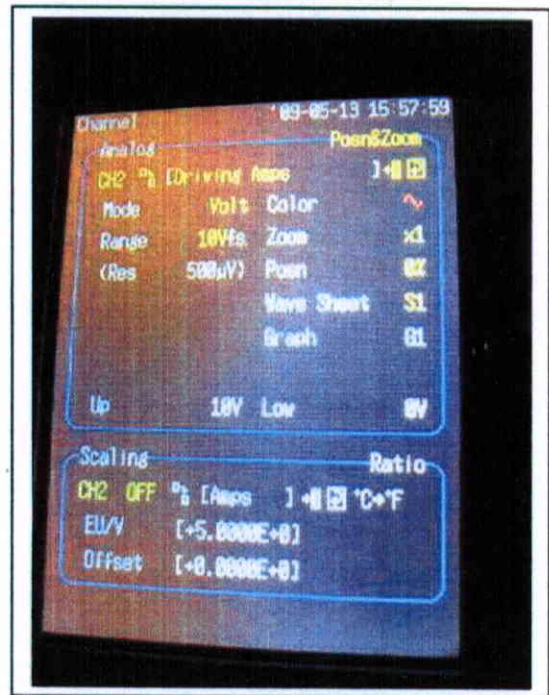 Channel '09-05-13 15:57:59
Analog Posn&Zoom
CH2 [Driving Amps ]
Mode Volt Color
Range 10Vfs Zoom x1
(Res 500µV) Posn 0%
Wave Sheet S1
Graph G1
Up 10V Low 0V
Scaling Ratio
CH2 OFF [Amps ] °C→°F
EU/V [+5.0000E+0]
Offset [+0.0000E+0]